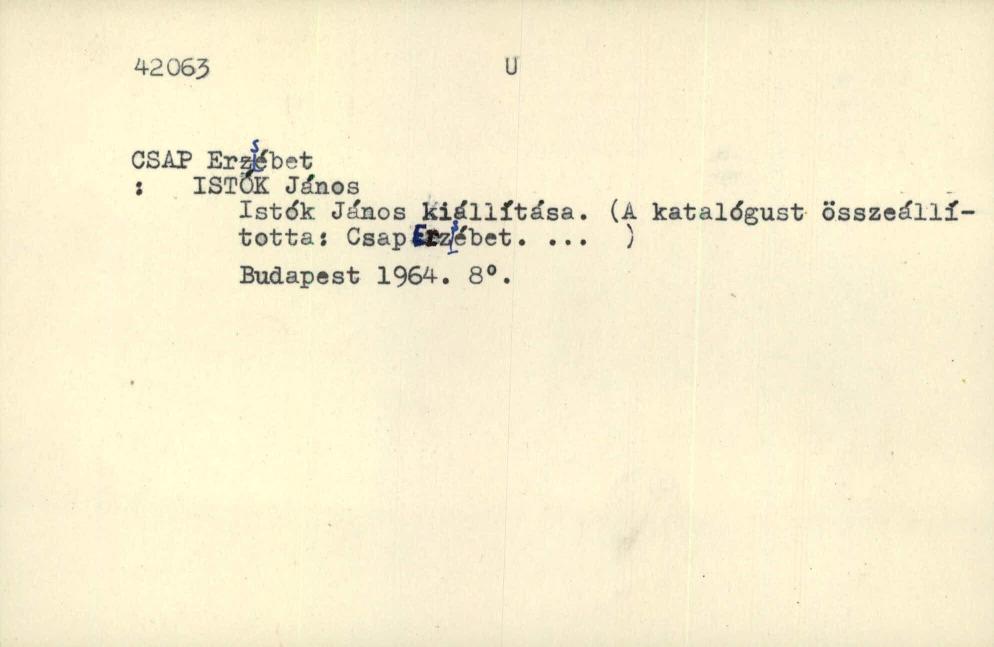 42063 U
CSAP Erzsébet
: ISTÓK János
Istók János kiállítása. (A katalógust összeállí-
totta: Csap Erzsébet. ... )
Budapest 1964. 8°.